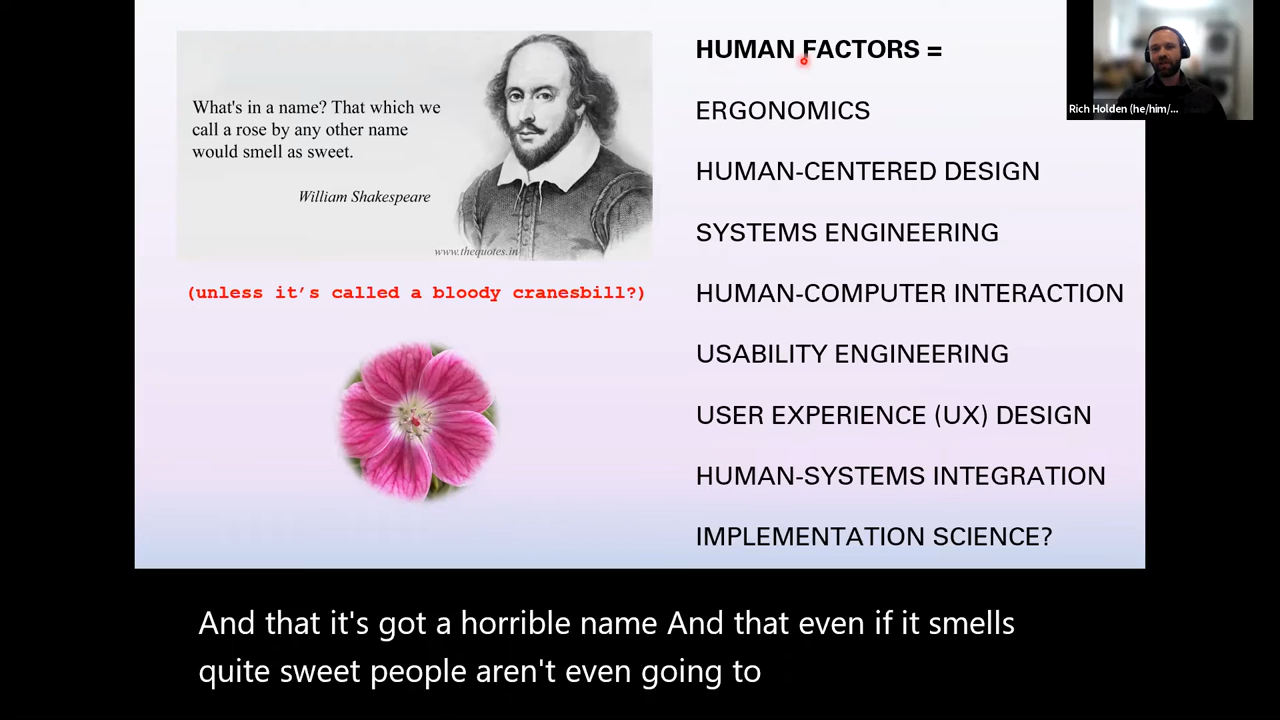 What's in a name? That which we
call a rose by any other name
would smell as sweet.
William Shakespeare
www.thequotes.in
(unless it's called a bloody cranesbill?)
HUMAN FACTORS =
ERGONOMICS
HUMAN-CENTERED DESIGN
SYSTEMS ENGINEERING
HUMAN-COMPUTER INTERACTION
USABILITY ENGINEERING
USER EXPERIENCE (UX) DESIGN
HUMAN-SYSTEMS INTEGRATION
IMPLEMENTATION SCIENCE?
Rich Holden (he/him/...
And that it's got a horrible name And that even if it smells
quite sweet people aren't even going to